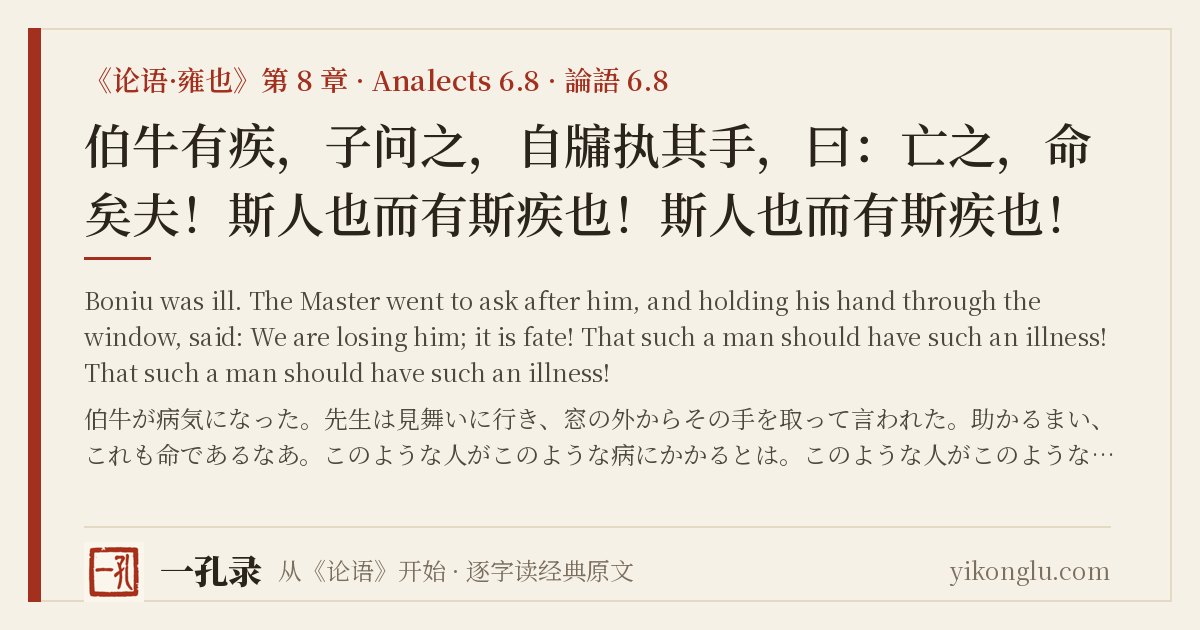 《论语·雍也》第 8 章 · Analects 6.8 · 論語 6.8
伯牛有疾，子问之，自牖执其手，曰：亡之，命
矣夫！斯人也而有斯疾也！斯人也而有斯疾也！
Boniu was ill. The Master went to ask after him, and holding his hand through the
window, said: We are losing him; it is fate! That such a man should have such an illness!
That such a man should have such an illness!
伯牛が病気になった。先生は見舞いに行き、窓の外からその手を取って言われた。助かるまい、
これも命であるなあ。このような人がこのような病にかかるとは。このような人がこのような…
一孔
一孔录 从《论语》开始 · 逐字读经典原文
yikonglu.com